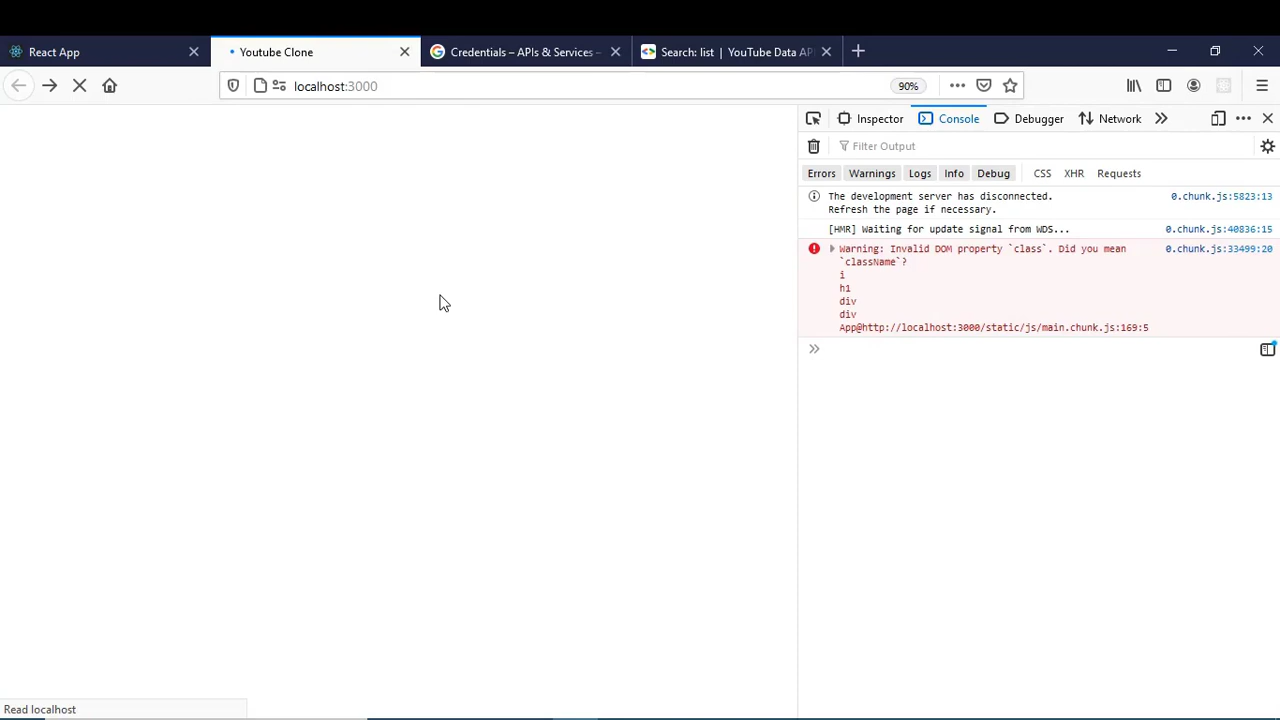 React App
Youtube Clone
Credentials – APIs & Services –
Search: list | YouTube Data AP
localhost:3000
90%
Inspector
Console
Debugger
Network
Filter Output
Errors
Warnings
Logs
Info
Debug
CSS
XHR
Requests
The development server has disconnected. 0.chunk.js:5823:13
Refresh the page if necessary.
[HMR] Waiting for update signal from WDS... 0.chunk.js:40836:15
Warning: Invalid DOM property `class`. Did you mean 0.chunk.js:33499:20
`className`?
i
h1
div
div
App@http://localhost:3000/static/js/main.chunk.js:169:5
Read localhost